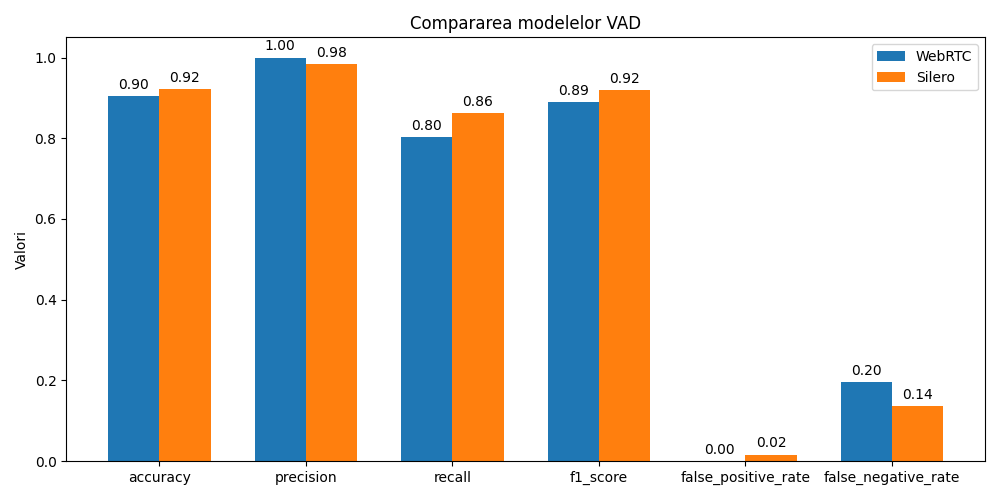 Compararea modelelor VAD
WebRTC
Silero
Valori
1.0
0.8
0.6
0.4
0.2
0.0
0.90
0.92
1.00
0.98
0.80
0.86
0.89
0.92
0.00
0.02
0.20
0.14
accuracy
precision
recall
f1_score
false_positive_rate
false_negative_rate